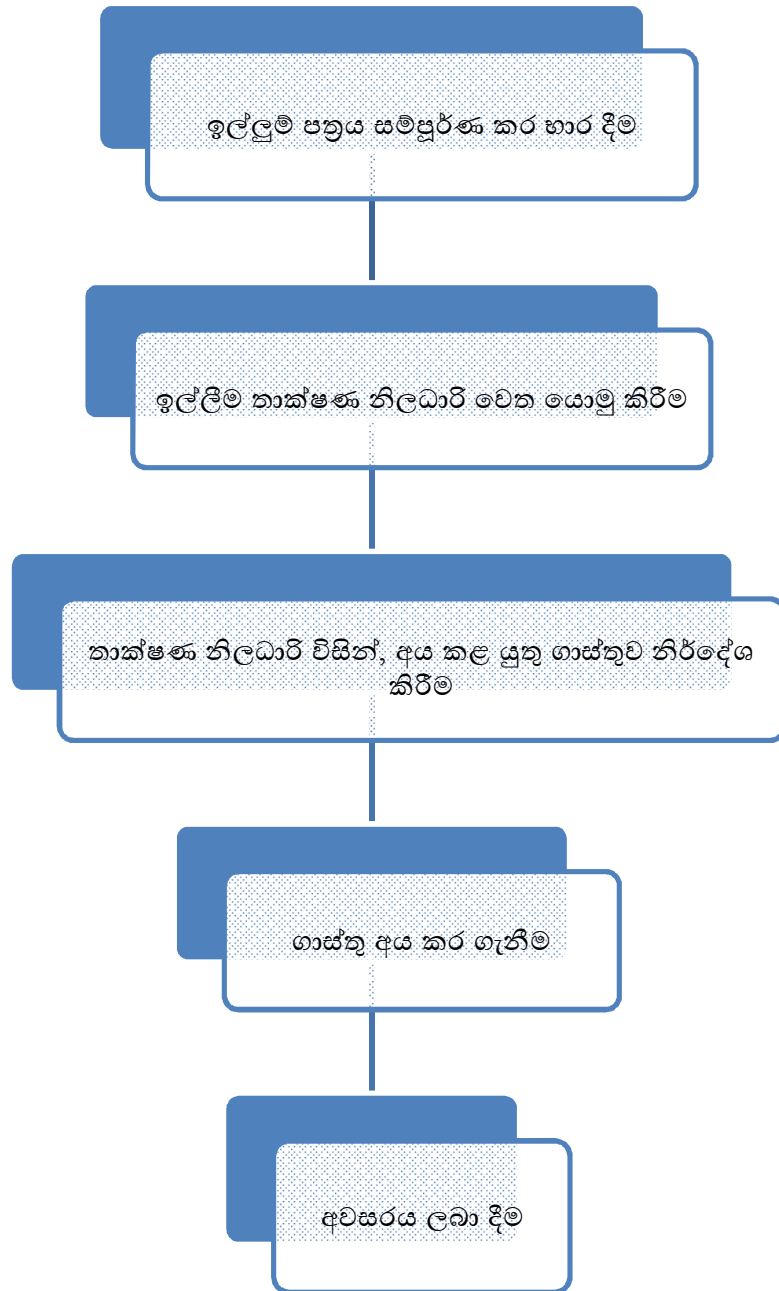 ඉල්ලුම් පත්‍රය සම්පූර්ණ කර භාර දීම
ඉල්ලීම තාක්ෂණ නිලධාරි වෙත යොමු කිරීම
තාක්ෂණ නිලධාරි විසින්, අය කළ යුතු ගාස්තුව නිර්දේශ
කිරීම
ගාස්තු අය කර ගැනීම
අවසරය ලබා දීම